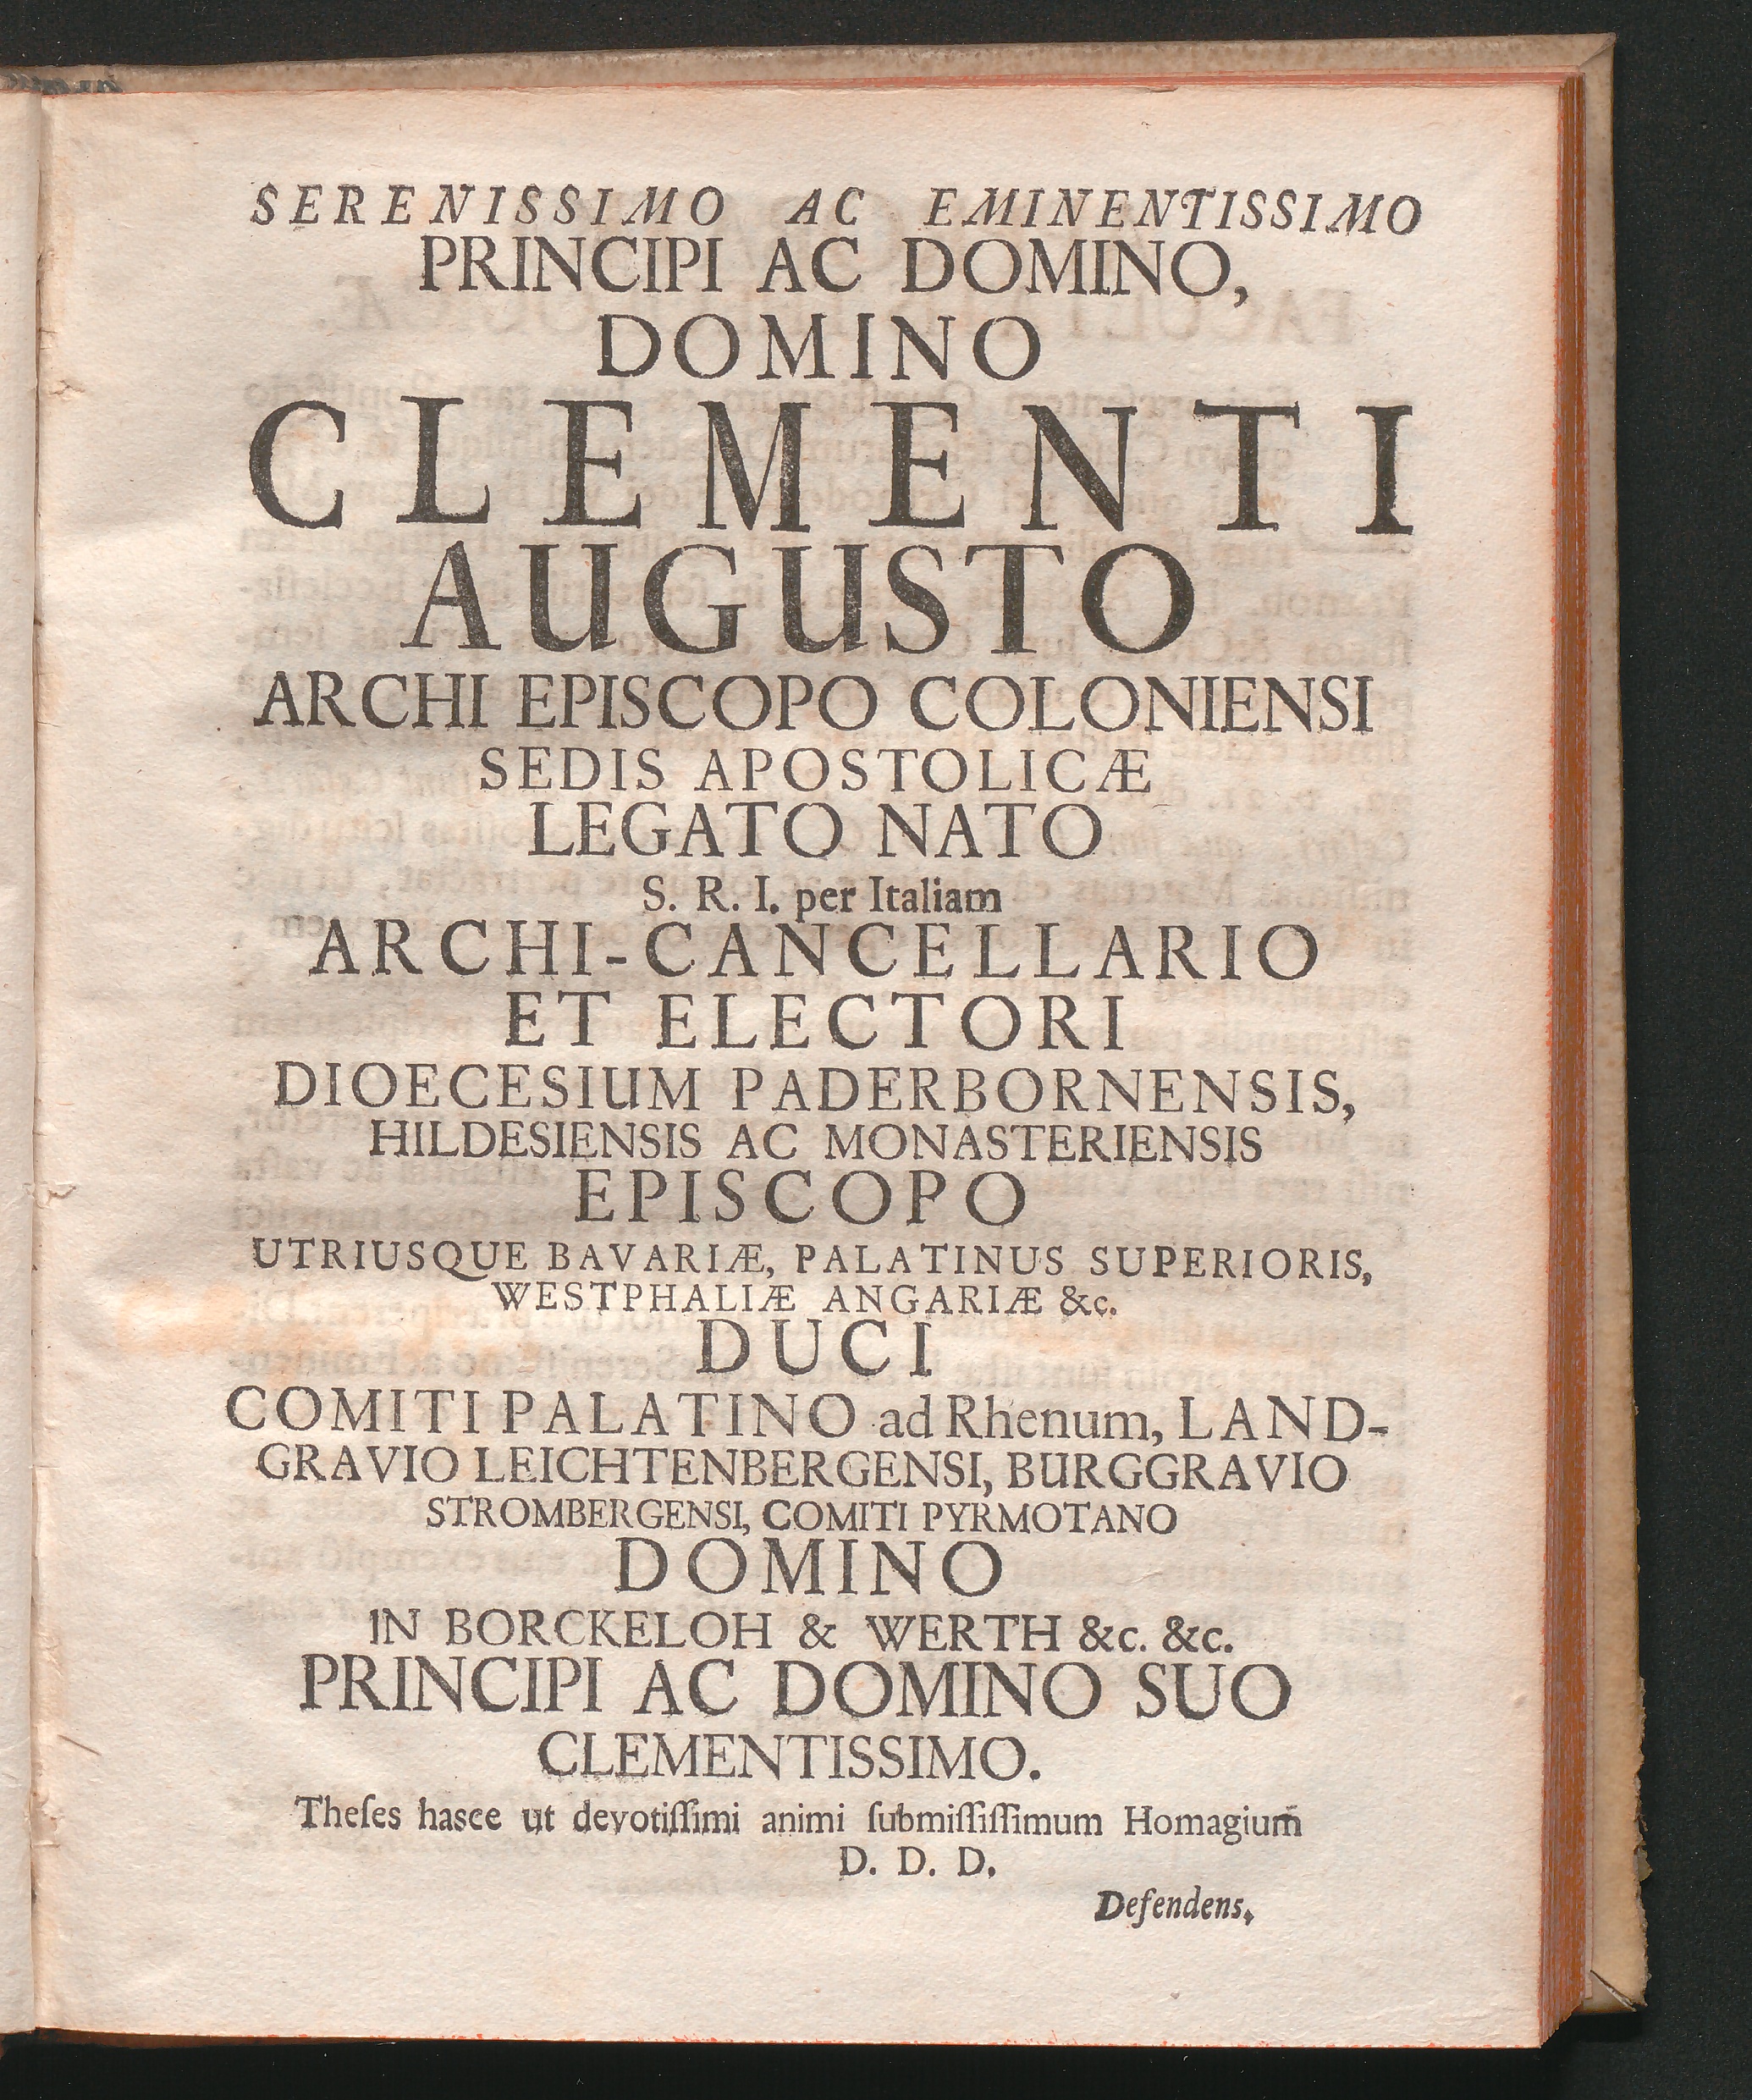 SERENISSIMO AC EMINENTISSIMO
PRINCIPI AC DOMINO,
DOMINO
CLEMENTI
AUGUSTO
ARCHI EPISCOPO COLONIENSI
SEDIS APOSTOLICÆ
LEGATO NATO
S. R. I. per Italiam
ARCHI-CANCELLARIO
ET ELECTORI
DIOECESIUM PADERBORNENSIS,
HILDESIENSIS AC MONASTERIENSIS
EPISCOPO
UTRIUSQUE BAVARIÆ, PALATINUS SUPERIORIS,
WESTPHALIÆ ANGARIÆ &c.
DUCI
COMITI PALATINO ad Rhenum, LAND-
GRAVIO LEICHTENBERGENSI, BURGGRAVIO
STROMBERGENSI, COMITI PYRMOTANO
DOMINO
IN BORCKELOH & WERTH &c. &c.
PRINCIPI AC DOMINO SUO
CLEMENTISSIMO.
Theſes haſce ut devotiſſimi animi ſubmiſſiſſimum Homagium
D. D. D.
Defendens.